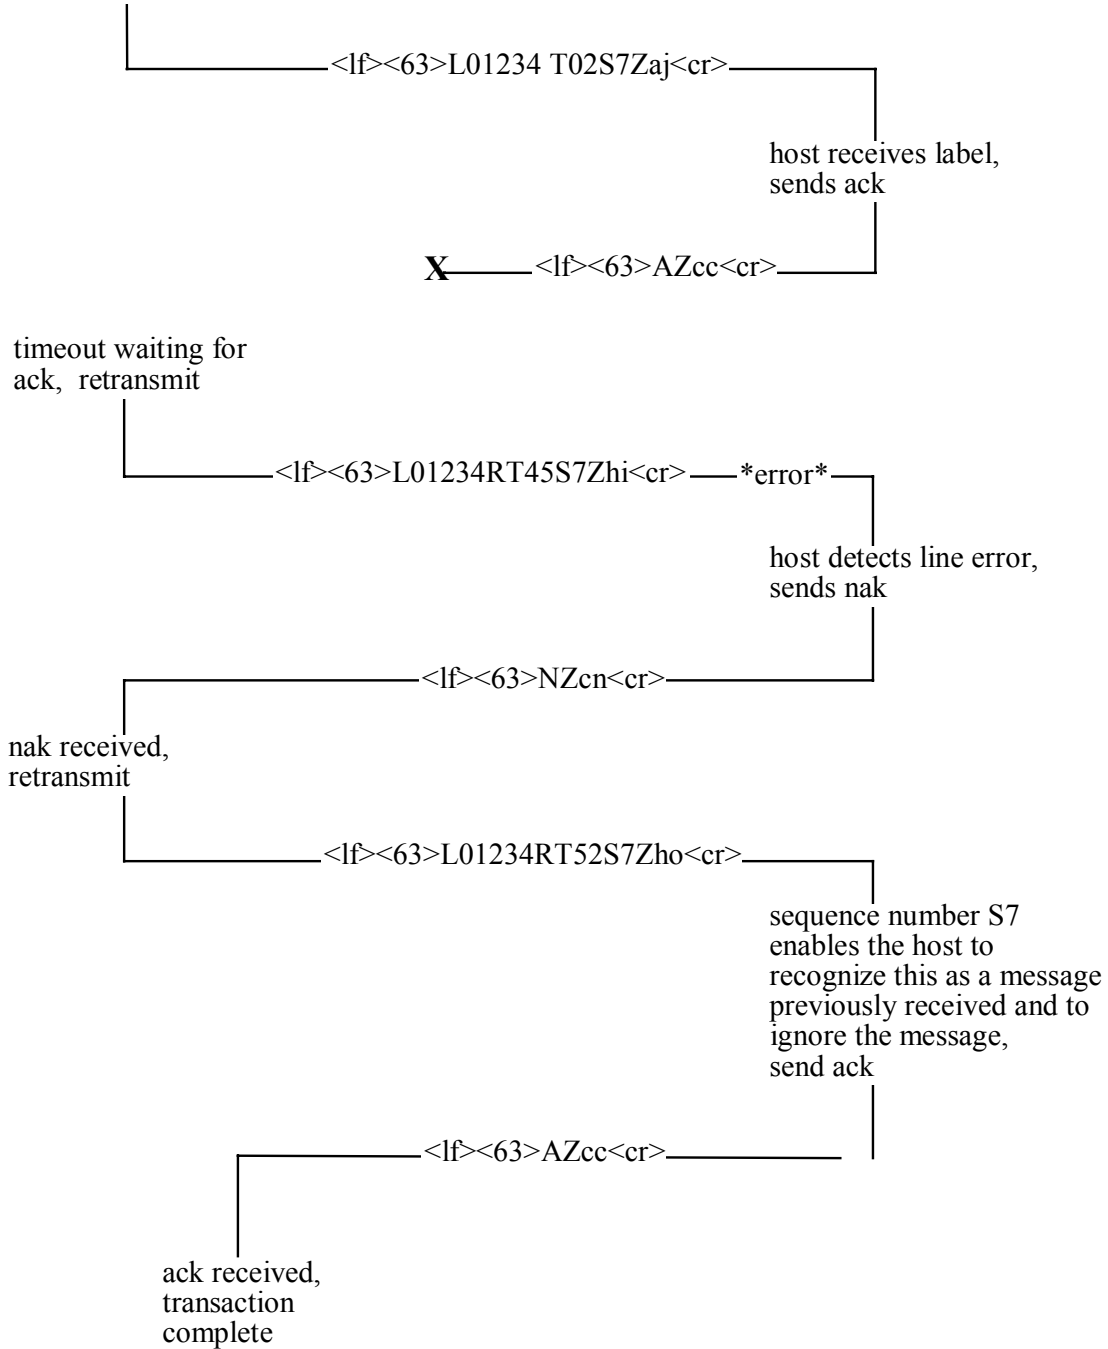 <lf><63>L01234 T02S7Zaj<cr>
host receives label,
sends ack
X
<lf><63>AZcc<cr>
timeout waiting for
ack,  retransmit
<lf><63>L01234RT45S7Zhi<cr>
*error*
host detects line error,
sends nak
<lf><63>NZcn<cr>
nak received,
retransmit
<lf><63>L01234RT52S7Zho<cr>
sequence number S7
enables the host to
recognize this as a message
previously received and to
ignore the message,
send ack
<lf><63>AZcc<cr>
ack received,
transaction
complete